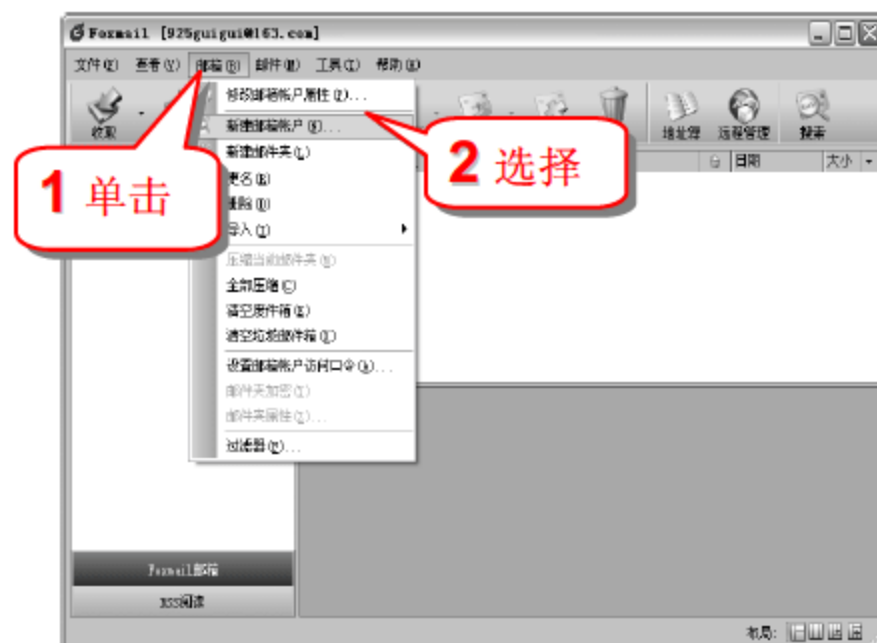 Foxmail [925guigui@163.com]
文件(F) 查看(V) 邮箱(B) 邮件(M) 工具(T) 帮助(H)
收取 地址簿 远程管理 搜索
日期 大小
修改邮箱帐户属性(P)...
新建邮箱帐户(N)...
新建邮件夹(L)
更名(R)
删除(D)
导入(I)
压缩当前邮件夹(M)
全部压缩(C)
清空废件箱(E)
清空垃圾邮件箱(J)
设置邮箱帐户访问口令(A)...
邮件夹加密(X)
邮件夹属性(Z)...
过滤器(F)...
1 单击
2 选择
Foxmail邮箱
RSS阅读
布局: